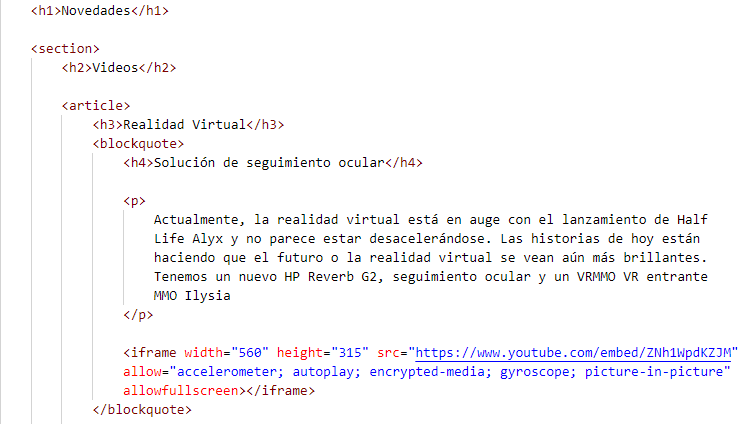 <h1>Novedades</h1>
<section>
<h2>Videos</h2>
<article>
<h3>Realidad Virtual</h3>
<blockquote>
<h4>Solución de seguimiento ocular</h4>
<p>
Actualmente, la realidad virtual está en auge con el lanzamiento de Half
Life Alyx y no parece estar desacelerándose. Las historias de hoy están
haciendo que el futuro o la realidad virtual se vean aún más brillantes.
Tenemos un nuevo HP Reverb G2, seguimiento ocular y un VRMMO VR entrante
MMO Ilysia
</p>
<iframe width="560" height="315" src="https://www.youtube.com/embed/ZNh1WpdKZJM"
allow="accelerometer; autoplay; encrypted-media; gyroscope; picture-in-picture"
allowfullscreen></iframe>
</blockquote>